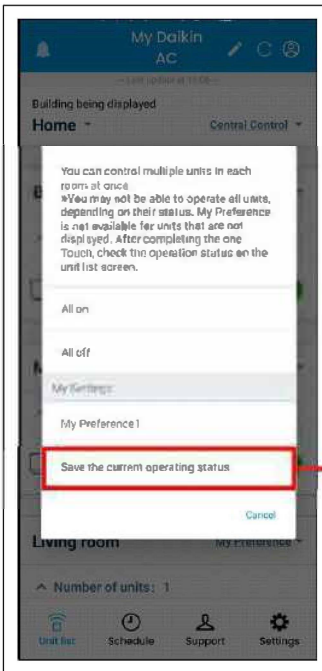 My Daikin
AC
Building being displayed
Home
Central Control
You can control multiple units in each
room at once
※You may not be able to operate all units,
depending on their status. My Preference
is not available for units that are not
displayed. After completing the one
Touch, check the operation status on the
unit list screen.
All on
All off
My Settings
My Preference1
Save the current operating status
Cancel
Living room
My Preference
Number of units: 1
Unit list
Schedule
Support
Settings